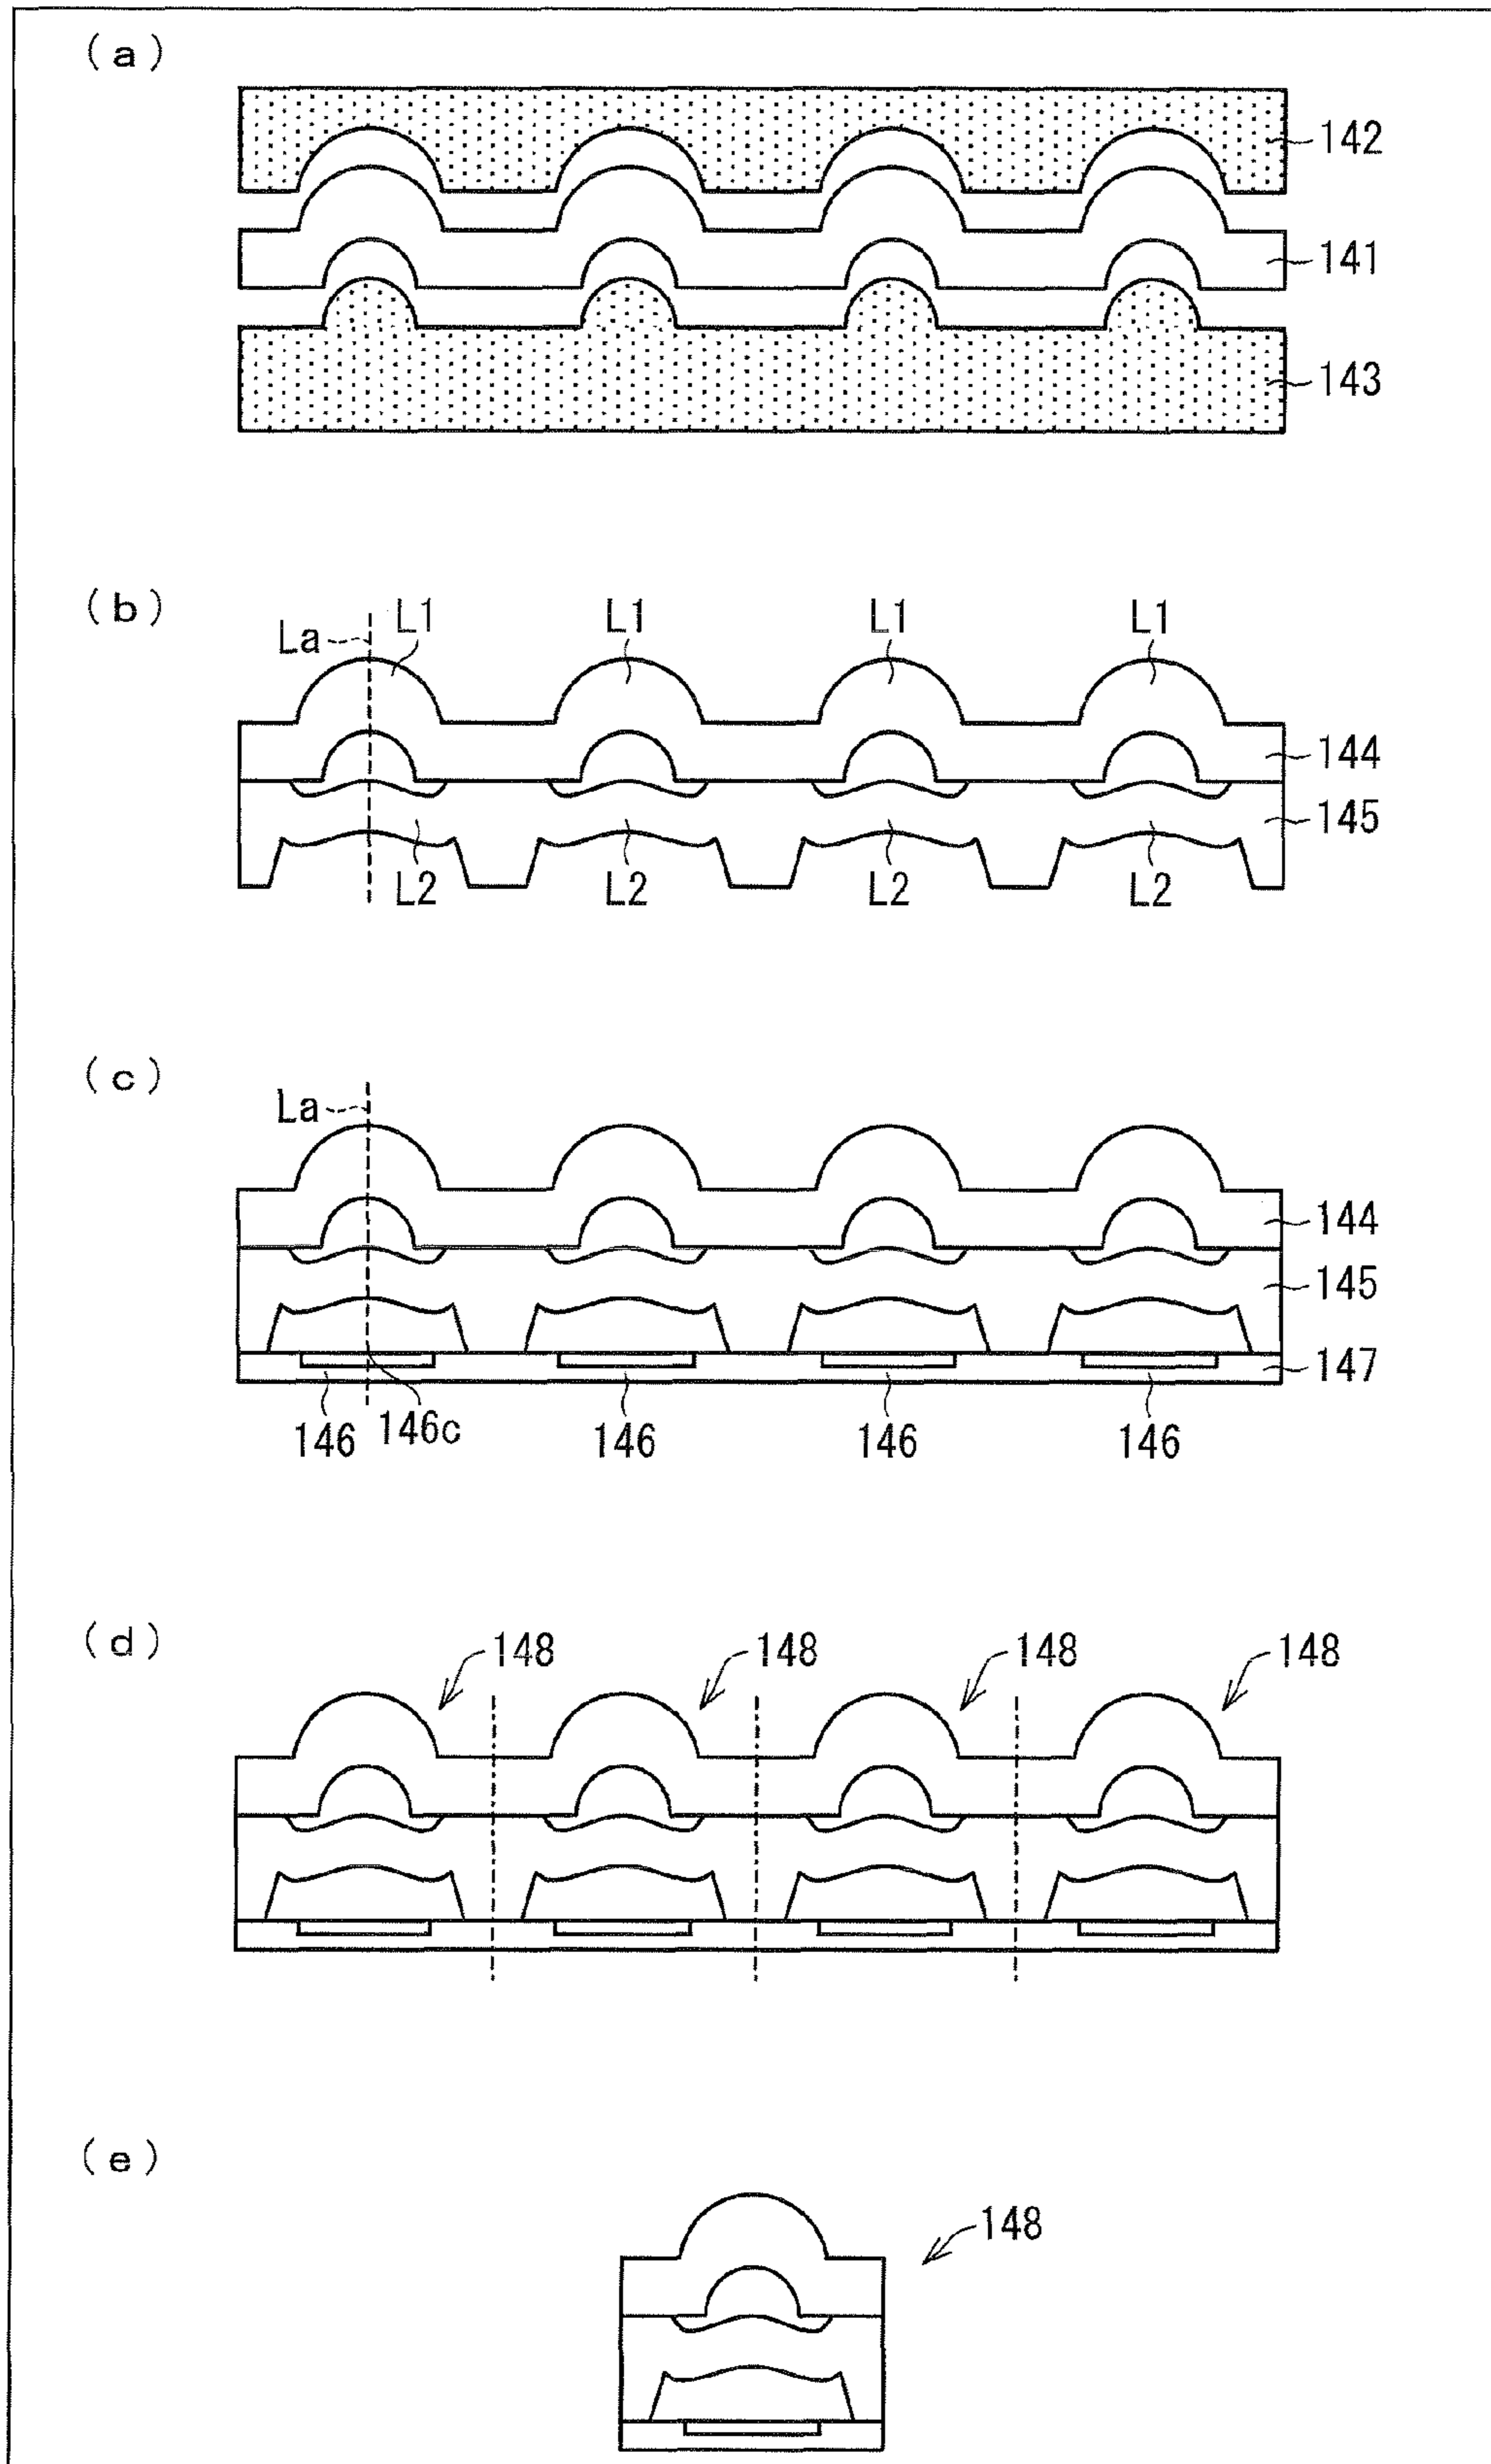 (a)
142
141
143
(b)
La L1 L1 L1 L1
144
145
L2 L2 L2 L2
(c)
La
144
145
147
146 146c 146 146 146
(d)
148 148 148 148
(e)
148